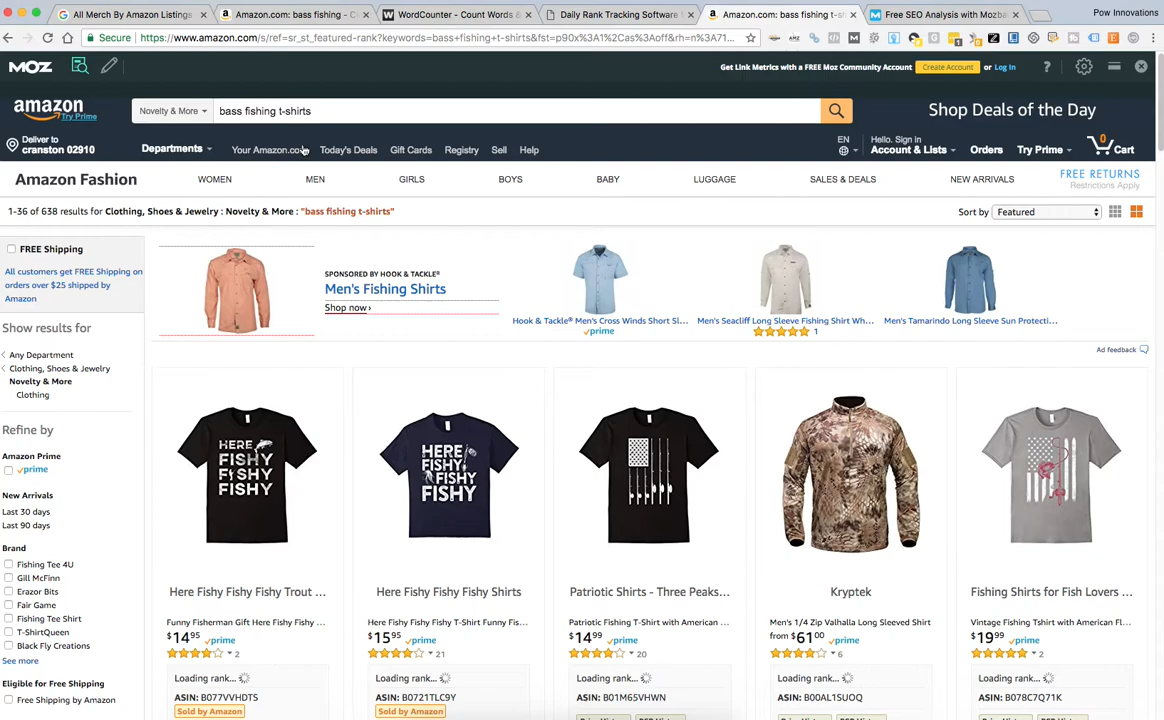 All Merch By Amazon Listings
Amazon.com: bass fishing - C
WordCounter - Count Words &
Daily Rank Tracking Software
Amazon.com: bass fishing t-s
Free SEO Analysis with Mozba
Pow Innovations
Secure
https://www.amazon.com/s/ref=sr_st_featured-rank?keywords=bass+fishing+t-shirts&fst=p90x%3A1%2Cas%3Aoff&rh=n%3A71...
MOZ
Get Link Metrics with a FREE Moz Community Account
Create Account
or Log In
?
amazon
Try Prime
Novelty & More
bass fishing t-shirts
Shop Deals of the Day
Deliver to
cranston 02910
Departments
Your Amazon.com
Today's Deals
Gift Cards
Registry
Sell
Help
EN
Hello. Sign in
Account & Lists
Orders
Try Prime
0
Cart
Amazon Fashion
WOMEN
MEN
GIRLS
BOYS
BABY
LUGGAGE
SALES & DEALS
NEW ARRIVALS
FREE RETURNS
Restrictions Apply
1-36 of 638 results for Clothing, Shoes & Jewelry : Novelty & More : "bass fishing t-shirts"
Sort by
Featured
FREE Shipping
All customers get FREE Shipping on
orders over $25 shipped by
Amazon
Show results for
Any Department
Clothing, Shoes & Jewelry
Novelty & More
Clothing
Refine by
Amazon Prime
prime
New Arrivals
Last 30 days
Last 90 days
Brand
Fishing Tee 4U
Gill McFinn
Erazor Bits
Fair Game
Fishing Tee Shirt
T-ShirtQueen
Black Fly Creations
See more
Eligible for Free Shipping
Free Shipping by Amazon
SPONSORED BY HOOK & TACKLE®
Men's Fishing Shirts
Shop now ›
Hook & Tackle® Men's Cross Winds Short Sl...
prime
Men's Seacliff Long Sleeve Fishing Shirt Wh...
1
Men's Tamarindo Long Sleeve Sun Protecti...
Ad feedback
HERE
FISHY
FISHY
FISHY
Here Fishy Fishy Fishy Trout ...
Funny Fisherman Gift Here Fishy Fishy ...
$14 95 prime
2
Loading rank...
ASIN: B077VVHDTS
Sold by Amazon
HERE
FISHY
FISHY
FISHY
Here Fishy Fishy Fishy Shirts
Here Fishy Fishy Fishy T-Shirt Funny Fis...
$15 95 prime
21
Loading rank...
ASIN: B0721TLC9Y
Sold by Amazon
Patriotic Shirts - Three Peaks...
Patriotic Fishing T-Shirt with American ...
$14 99 prime
20
Loading rank...
ASIN: B01M65VHWN
Kryptek
Men's 1/4 Zip Valhalla Long Sleeved Shirt
from $61 00 prime
6
Loading rank...
ASIN: B00AL1SUOQ
Fishing Shirts for Fish Lovers ...
Vintage Fishing Tshirt with American Fl...
$19 99 prime
2
Loading rank...
ASIN: B078C7Q71K